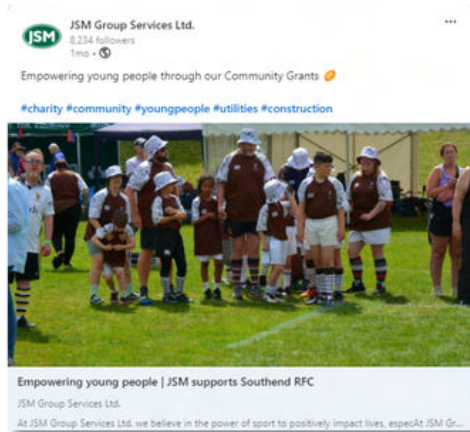 JSM
JSM Group Services Ltd.
8,234 followers
1mo •
Empowering young people through our Community Grants
#charity #community #youngpeople #utilities #construction
Empowering young people | JSM supports Southend RFC
JSM Group Services Ltd.
At JSM Group Services Ltd. we believe in the power of sport to positively impact lives, especAt JSM Gr...